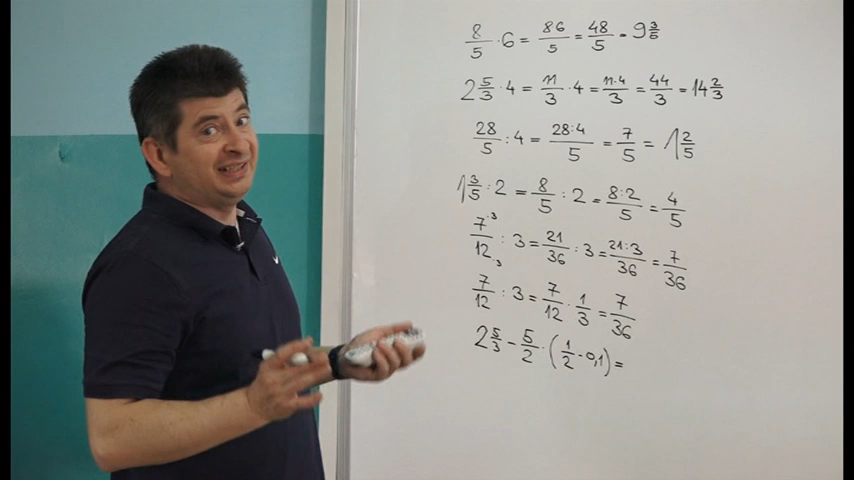 8/5 · 6 = 8·6/5 = 48/5 = 9 3/5
2 5/3 · 4 = 11/3 · 4 = 11·4/3 = 44/3 = 14 2/3
28/5 : 4 = 28:4/5 = 7/5 = 1 2/5
1 3/5 : 2 = 8/5 : 2 = 8:2/5 = 4/5
7·3/12·3 : 3 = 21/36 : 3 = 21:3/36 = 7/36
7/12 : 3 = 7/12 · 1/3 = 7/36
2 5/3 - 5/2 · (1/2 - 0,1) =